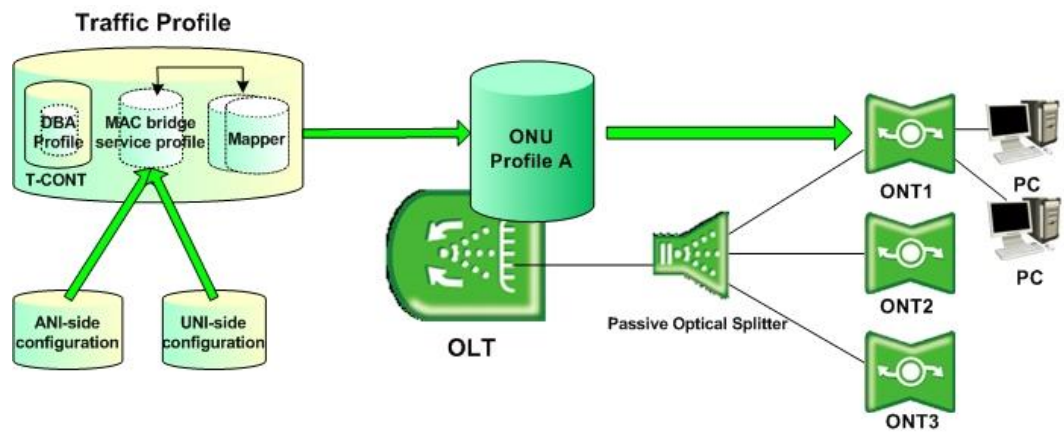 Traffic Profile
DBA
Profile
T-CONT
MAC bridge
service profile
Mapper
ANI-side
configuration
UNI-side
configuration
ONU
Profile A
OLT
Passive Optical Splitter
ONT1
PC
PC
ONT2
ONT3